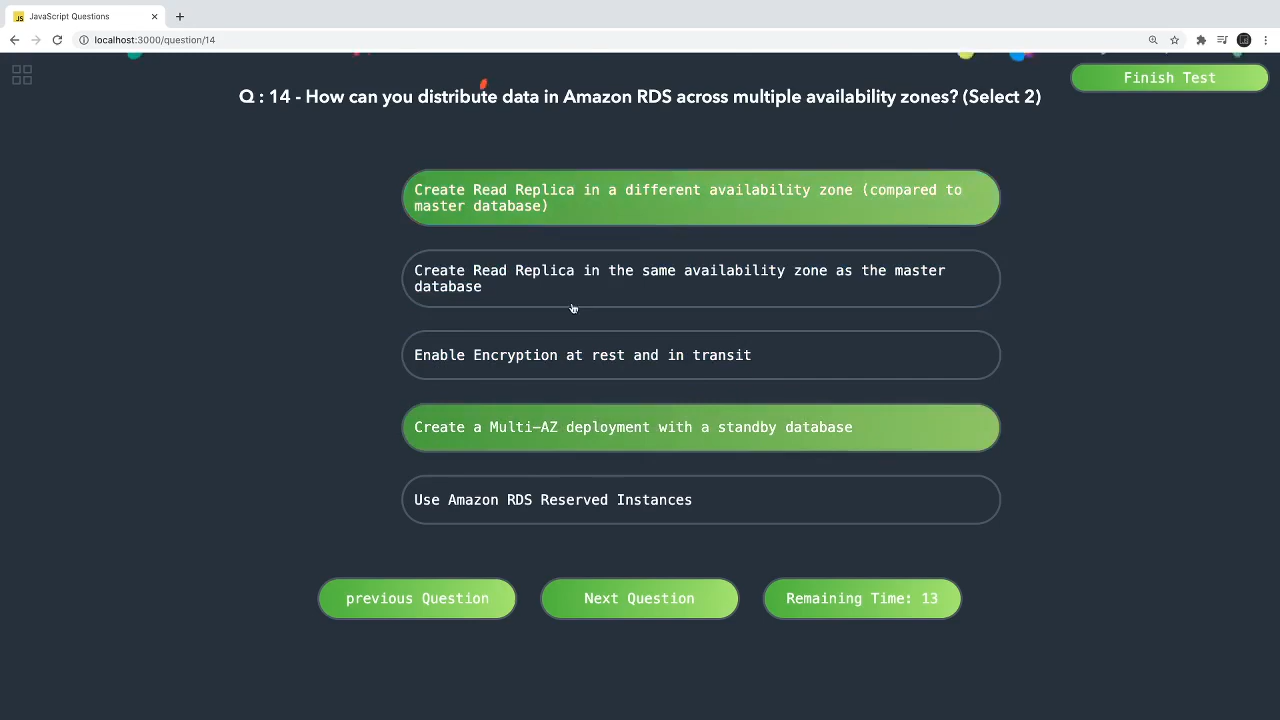 JavaScript Questions
localhost:3000/question/14
Finish Test
Q : 14 - How can you distribute data in Amazon RDS across multiple availability zones? (Select 2)
Create Read Replica in a different availability zone (compared to
master database)
Create Read Replica in the same availability zone as the master
database
Enable Encryption at rest and in transit
Create a Multi-AZ deployment with a standby database
Use Amazon RDS Reserved Instances
previous Question
Next Question
Remaining Time: 13